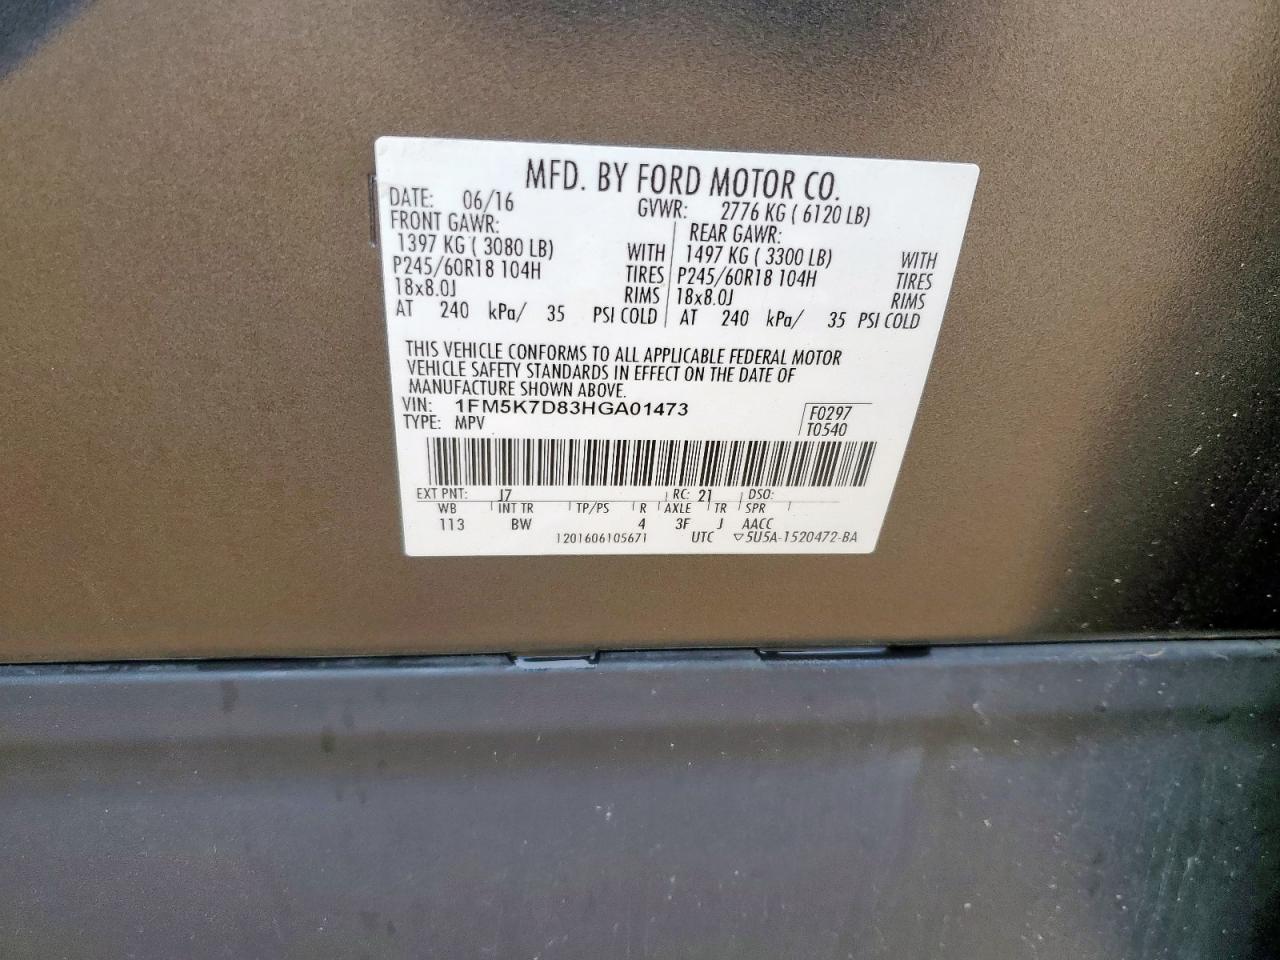 MFD. BY FORD MOTOR CO.
DATE: 06/16 GVWR: 2776 KG ( 6120 LB)
FRONT GAWR: REAR GAWR:
1397 KG ( 3080 LB) WITH 1497 KG ( 3300 LB) WITH
P245/60R18 104H TIRES P245/60R18 104H TIRES
18x8.0J RIMS 18x8.0J RIMS
AT 240 kPa/ 35 PSI COLD AT 240 kPa/ 35 PSI COLD
THIS VEHICLE CONFORMS TO ALL APPLICABLE FEDERAL MOTOR
VEHICLE SAFETY STANDARDS IN EFFECT ON THE DATE OF
MANUFACTURE SHOWN ABOVE.
VIN: 1FM5K7D83HGA01473 F0297
TYPE: MPV T0540
EXT PNT: J7 RC: 21 DSO:
WB INT TR TP/PS R AXLE TR SPR
113 BW 4 3F J AACC
1201606105671 UTC ▽5U5A-1520472-BA